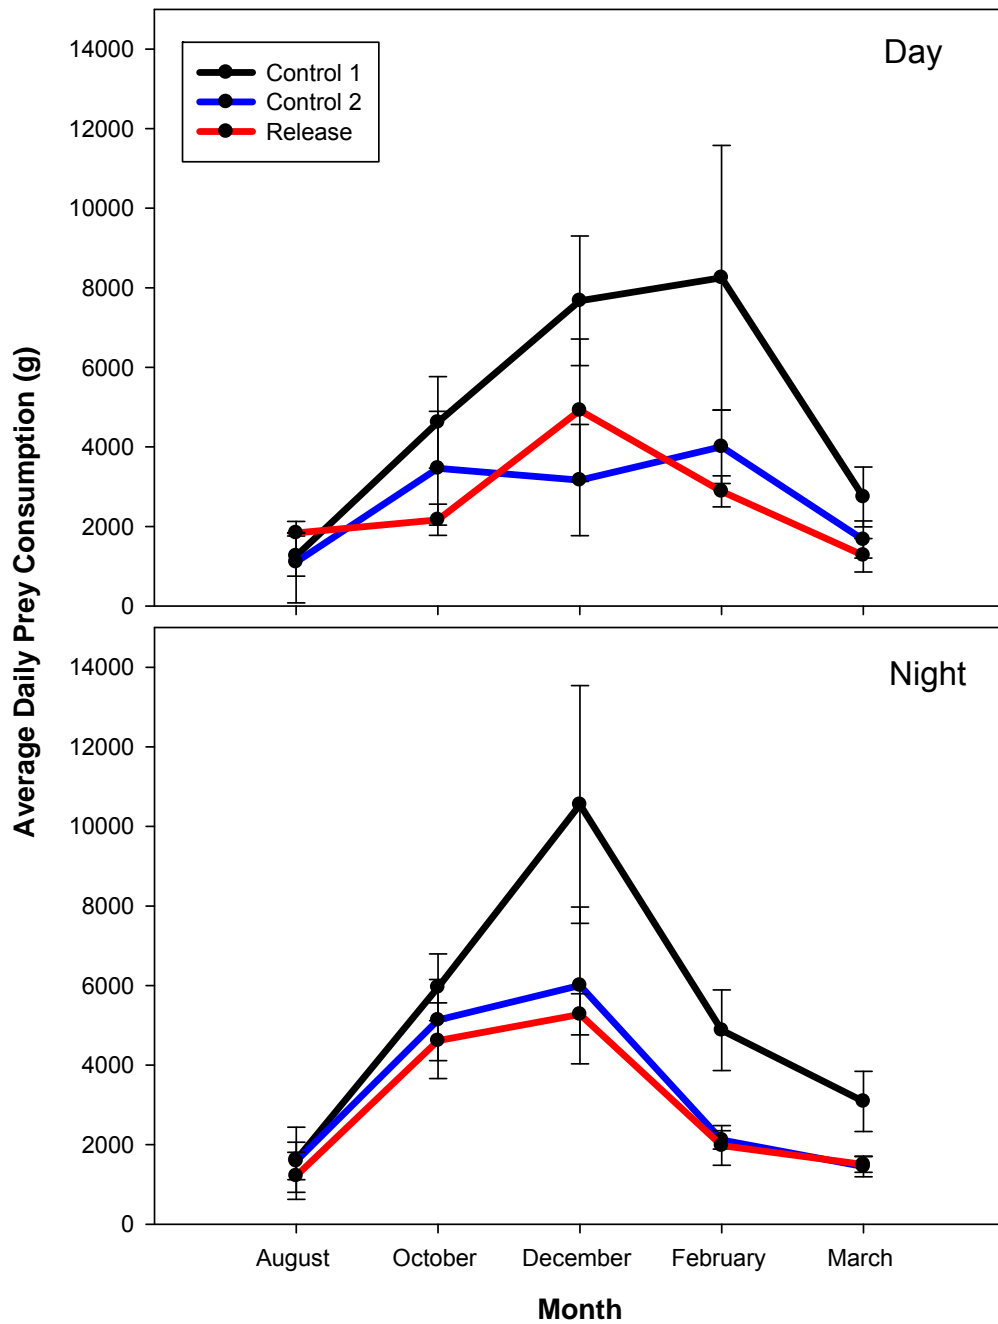 Day
Control 1
Control 2
Release
14000
12000
10000
8000
6000
4000
2000
0
Average Daily Prey Consumption (g)
Night
14000
12000
10000
8000
6000
4000
2000
0
August October December February March
Month